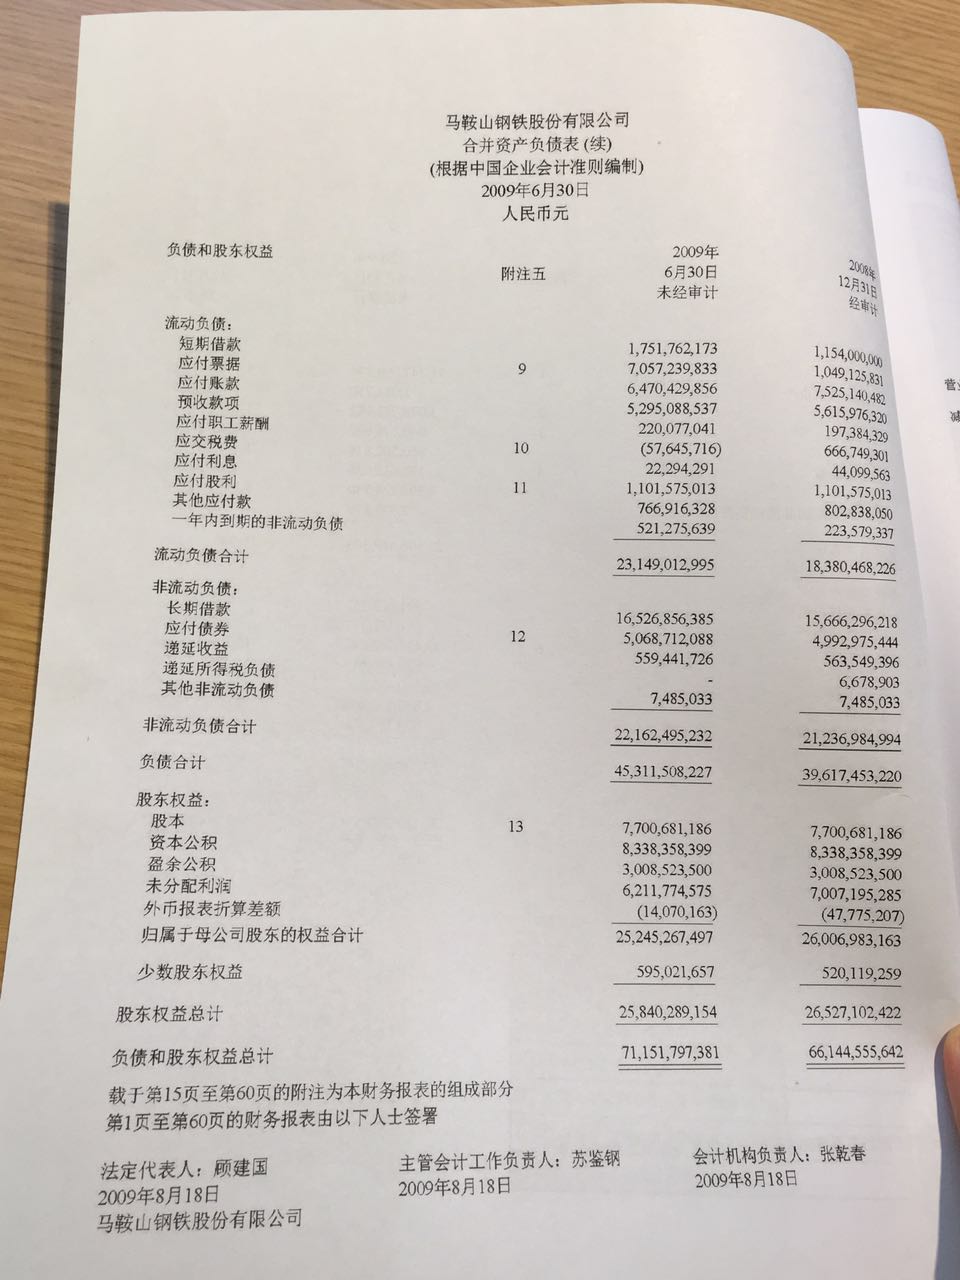 马鞍山钢铁股份有限公司
合并资产负债表 (续)
(根据中国企业会计准则编制)
2009年6月30日
人民币元
负债和股东权益 附注五 2009年6月30日未经审计 2008年12月31日经审计
流动负债:
短期借款 1,751,762,173 1,154,000,000
应付票据 9 7,057,239,833 1,049,125,831
应付账款 6,470,429,856 7,525,140,482
预收款项 5,295,088,537 5,615,976,320
应付职工薪酬 220,077,041 197,384,329
应交税费 10 (57,645,716) 666,749,301
应付利息 22,294,291 44,099,563
应付股利 11 1,101,575,013 1,101,575,013
其他应付款 766,916,328 802,838,050
一年内到期的非流动负债 521,275,639 223,579,337
流动负债合计 23,149,012,995 18,380,468,226
非流动负债:
长期借款 16,526,856,385 15,666,296,218
应付债券 12 5,068,712,088 4,992,975,444
递延收益 559,441,726 563,549,396
递延所得税负债 - 6,678,903
其他非流动负债 7,485,033 7,485,033
非流动负债合计 22,162,495,232 21,236,984,994
负债合计 45,311,508,227 39,617,453,220
股东权益:
股本 13 7,700,681,186 7,700,681,186
资本公积 8,338,358,399 8,338,358,399
盈余公积 3,008,523,500 3,008,523,500
未分配利润 6,211,774,575 7,007,195,285
外币报表折算差额 (14,070,163) (47,775,207)
归属于母公司股东的权益合计 25,245,267,497 26,006,983,163
少数股东权益 595,021,657 520,119,259
股东权益总计 25,840,289,154 26,527,102,422
负债和股东权益总计 71,151,797,381 66,144,555,642
载于第15页至第60页的附注为本财务报表的组成部分
第1页至第60页的财务报表由以下人士签署
法定代表人: 顾建国 主管会计工作负责人: 苏鉴钢 会计机构负责人: 张乾春
2009年8月18日 2009年8月18日 2009年8月18日
马鞍山钢铁股份有限公司